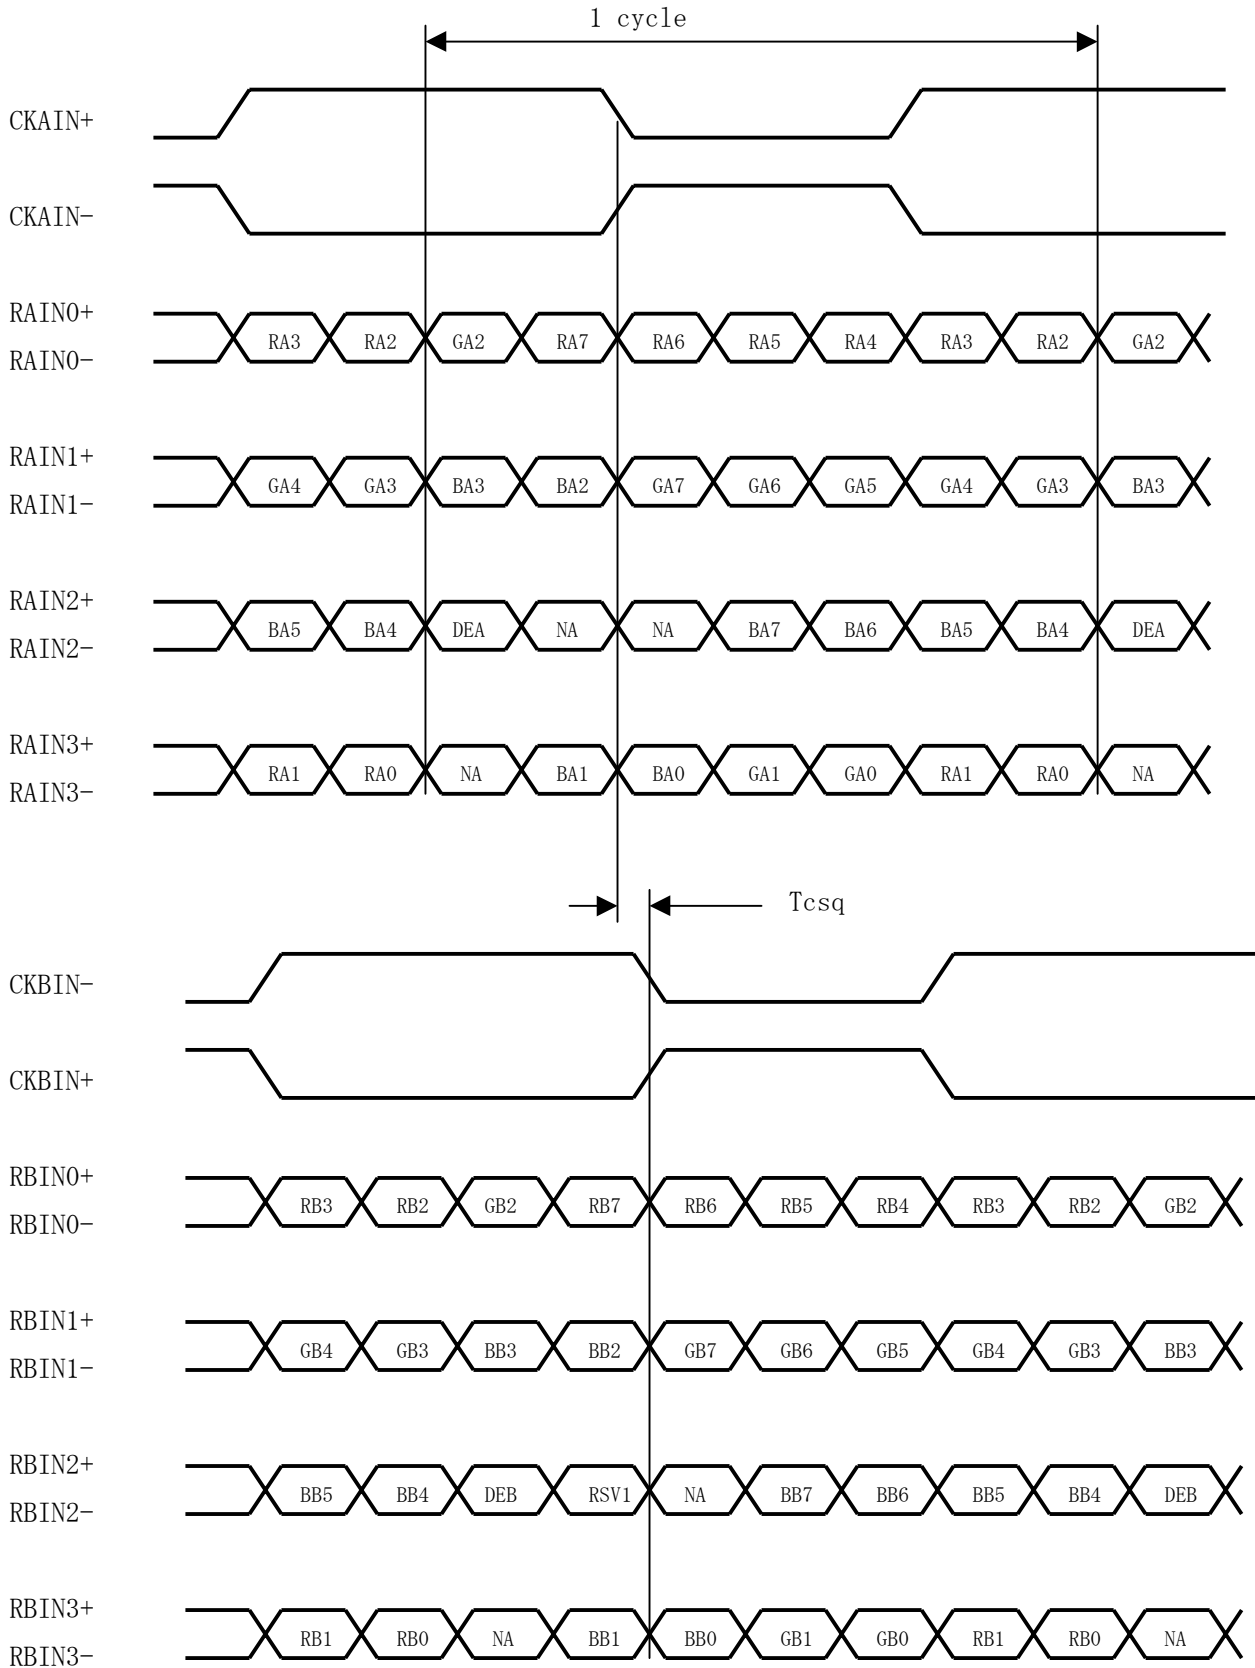 1 cycle
CKAIN+
CKAIN-
RAIN0+
RA3 RA2 GA2 RA7 RA6 RA5 RA4 RA3 RA2 GA2
RAIN0-
RAIN1+
GA4 GA3 BA3 BA2 GA7 GA6 GA5 GA4 GA3 BA3
RAIN1-
RAIN2+
BA5 BA4 DEA NA NA BA7 BA6 BA5 BA4 DEA
RAIN2-
RAIN3+
RA1 RA0 NA BA1 BA0 GA1 GA0 RA1 RA0 NA
RAIN3-
Tcsq
CKBIN-
CKBIN+
RBIN0+
RB3 RB2 GB2 RB7 RB6 RB5 RB4 RB3 RB2 GB2
RBIN0-
RBIN1+
GB4 GB3 BB3 BB2 GB7 GB6 GB5 GB4 GB3 BB3
RBIN1-
RBIN2+
BB5 BB4 DEB RSV1 NA BB7 BB6 BB5 BB4 DEB
RBIN2-
RBIN3+
RB1 RB0 NA BB1 BB0 GB1 GB0 RB1 RB0 NA
RBIN3-